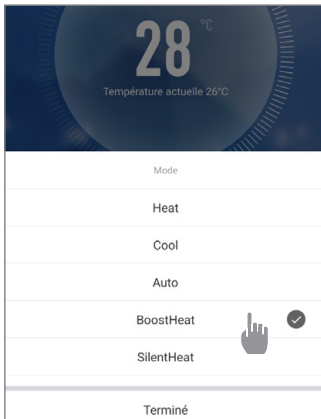 28 °C
Température actuelle 26°C
Mode
Heat
Cool
Auto
BoostHeat
SilentHeat
Terminé